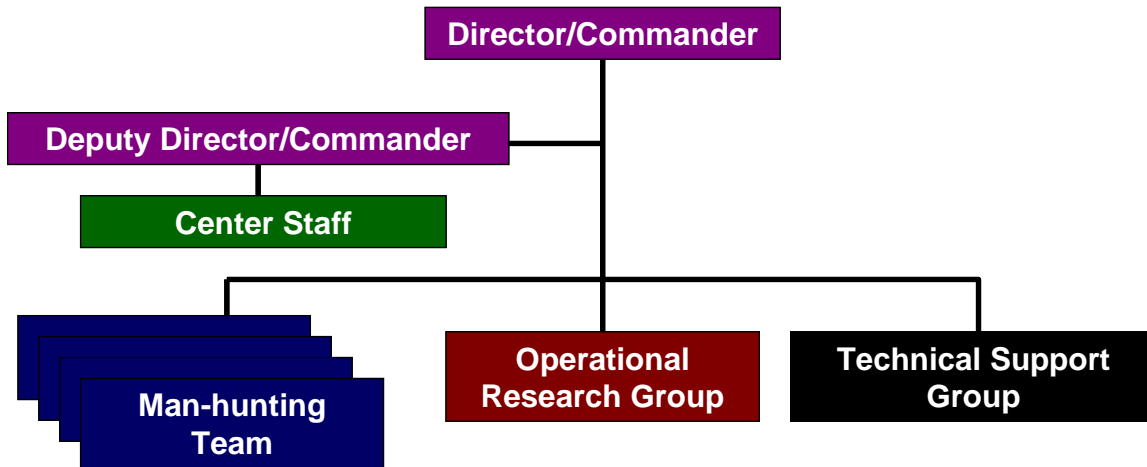 Director/Commander
Deputy Director/Commander
Center Staff
Man-hunting
Team
Operational
Research Group
Technical Support
Group